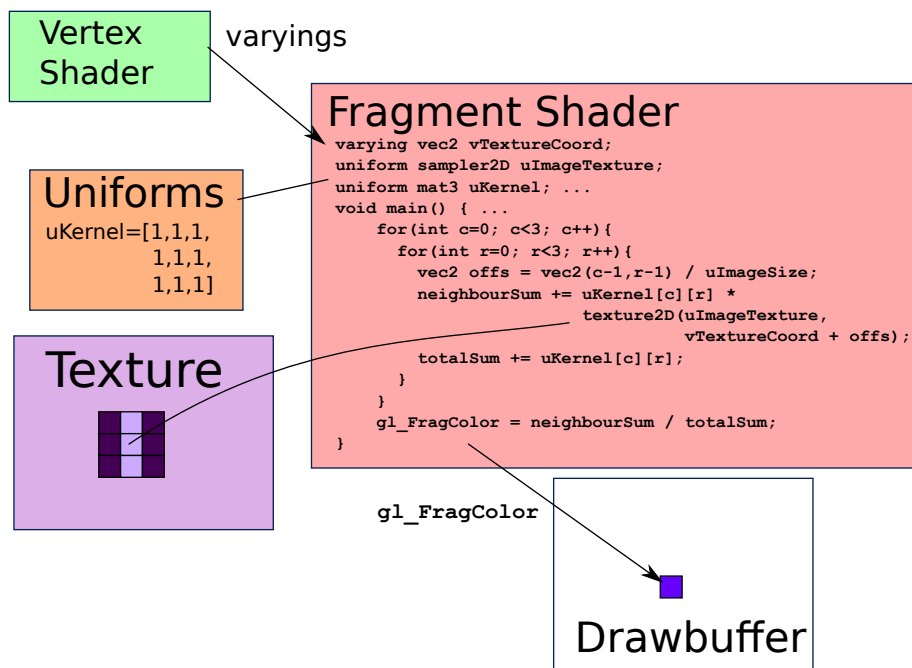 Vertex
Shader
varyings
Fragment Shader
varying vec2 vTextureCoord;
uniform sampler2D uImageTexture;
uniform mat3 uKernel; ...
void main() { ...
for(int c=0; c<3; c++){
for(int r=0; r<3; r++){
vec2 offs = vec2(c-1,r-1) / uImageSize;
neighbourSum += uKernel[c][r] *
texture2D(uImageTexture,
vTextureCoord + offs);
totalSum += uKernel[c][r];
}
}
gl_FragColor = neighbourSum / totalSum;
}
Uniforms
uKernel=[1,1,1,
1,1,1,
1,1,1]
Texture
gl_FragColor
Drawbuffer